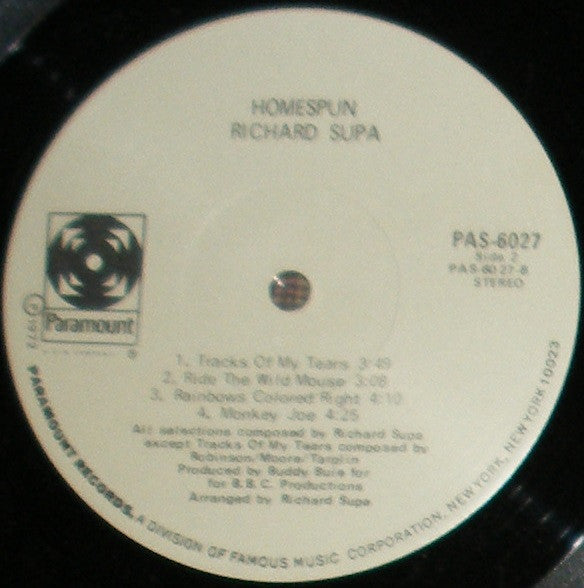 HOMESPUN
RICHARD SUPA
PAS-6027
Side 2
PAS-6027-B
STEREO
Paramount
®
Ⓟ1972
1. Tracks Of My Tears 3:49
2. Ride The Wild Mouse 3:08
3. Rainbows Colored Right 4:10
4. Monkey Joe 4:25
All selections composed by Richard Supa
except Tracks Of My Tears composed by
Robinson/Moore/Tarplin
Produced by Buddy Buie for
for B.B.C. Productions
Arranged by Richard Supa
PARAMOUNT RECORDS, A DIVISION OF FAMOUS MUSIC CORPORATION, NEW YORK, NEW YORK 10023